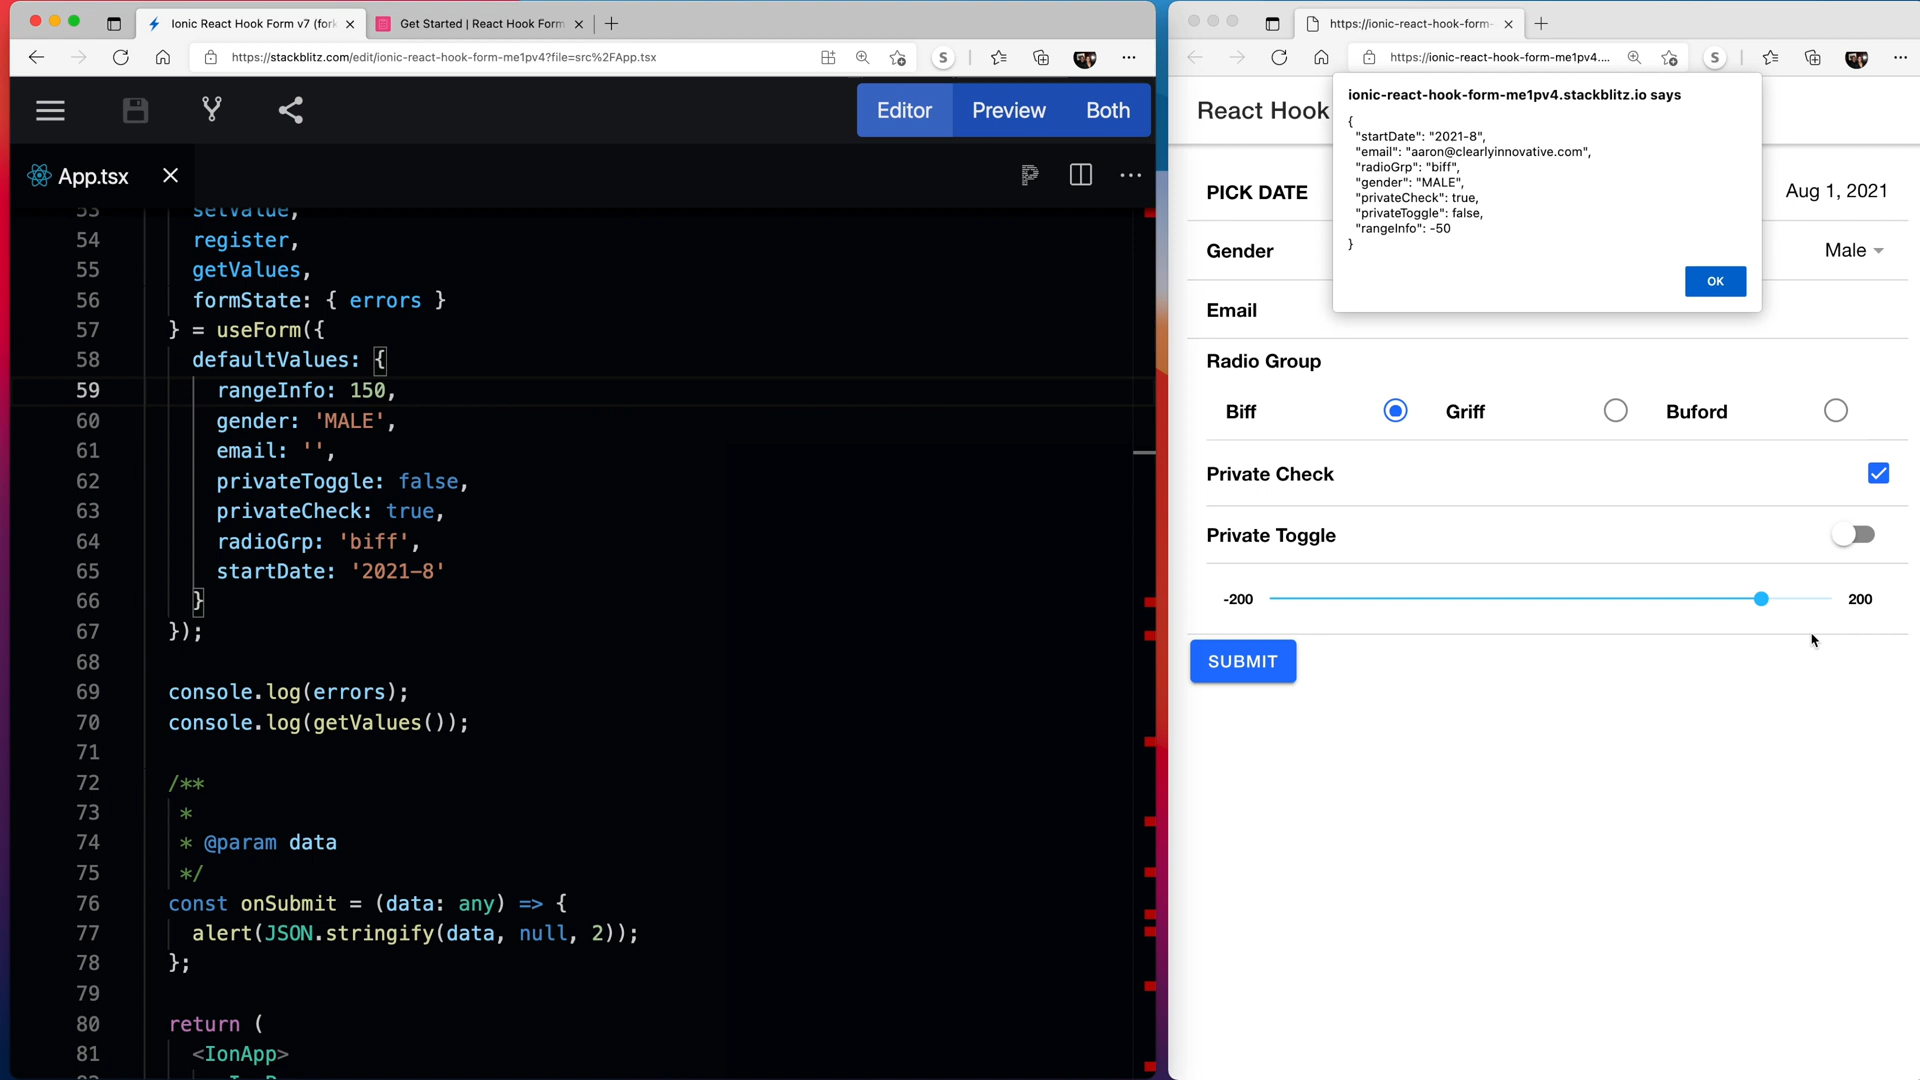 Ionic React Hook Form v7 (fork
Get Started | React Hook Form
https://stackblitz.com/edit/ionic-react-hook-form-me1pv4?file=src%2FApp.tsx
S
Editor
Preview
Both
App.tsx
53 setValue,
54 register,
55 getValues,
56 formState: { errors }
57 } = useForm({
58 defaultValues: {
59 rangeInfo: 150,
60 gender: 'MALE',
61 email: '',
62 privateToggle: false,
63 privateCheck: true,
64 radioGrp: 'biff',
65 startDate: '2021-8'
66 }
67 });
68
69 console.log(errors);
70 console.log(getValues());
71
72 /**
73 *
74 * @param data
75 */
76 const onSubmit = (data: any) => {
77 alert(JSON.stringify(data, null, 2));
78 };
79
80 return (
81 <IonApp>
https://ionic-react-hook-form-
https://ionic-react-hook-form-me1pv4....
S
React Hook
ionic-react-hook-form-me1pv4.stackblitz.io says
{
"startDate": "2021-8",
"email": "aaron@clearlyinnovative.com",
"radioGrp": "biff",
"gender": "MALE",
"privateCheck": true,
"privateToggle": false,
"rangeInfo": -50
}
OK
PICK DATE
Aug 1, 2021
Gender
Male
Email
Radio Group
Biff
Griff
Buford
Private Check
Private Toggle
-200
200
SUBMIT